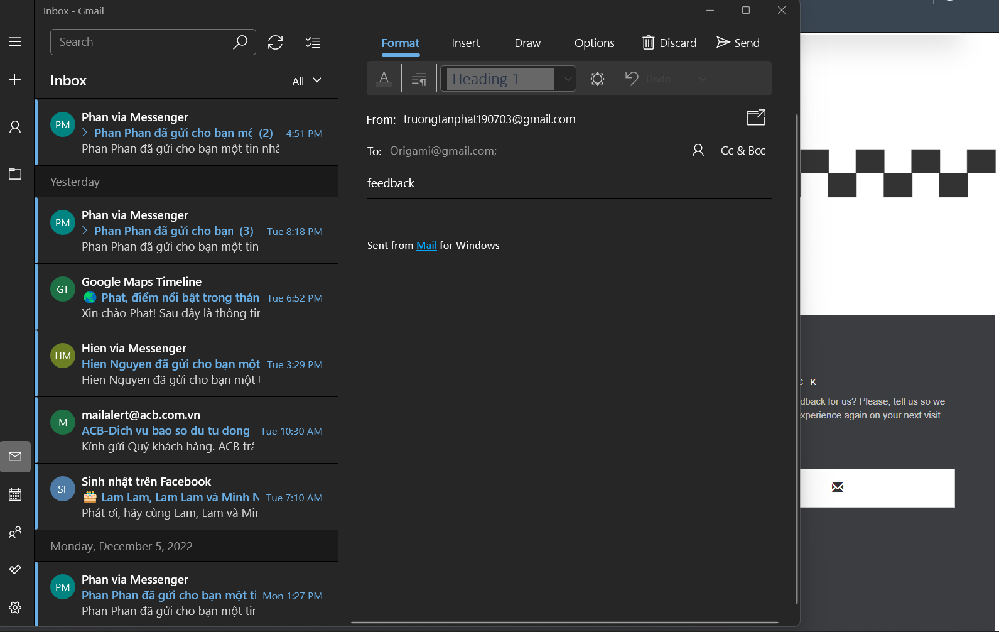 Inbox - Gmail
Search
Inbox
All
PM
Phan via Messenger
Phan Phan đã gửi cho bạn mộ (2) 4:51 PM
Phan Phan đã gửi cho bạn một tin nhắ
Yesterday
PM
Phan via Messenger
Phan Phan đã gửi cho bạn (3) Tue 8:18 PM
Phan Phan đã gửi cho bạn một tin
GT
Google Maps Timeline
Phat, điểm nổi bật trong thán Tue 6:52 PM
Xin chào Phat! Sau đây là thông tin
HM
Hien via Messenger
Hien Nguyen đã gửi cho bạn một Tue 3:29 PM
Hien Nguyen đã gửi cho bạn một t
M
mailalert@acb.com.vn
ACB-Dich vu bao so du tu dong Tue 10:30 AM
Kính gửi Quý khách hàng. ACB trâ
SF
Sinh nhật trên Facebook
Lam Lam, Lam Lam và Minh N Tue 7:10 AM
Phát ơi, hãy cùng Lam, Lam và Min
Monday, December 5, 2022
PM
Phan via Messenger
Phan Phan đã gửi cho bạn một ti Mon 1:27 PM
Phan Phan đã gửi cho bạn một tin
Format Insert Draw Options Discard Send
A Heading 1 Undo
From: truongtanphat190703@gmail.com
To: Origami@gmail.com; Cc & Bcc
feedback
Sent from Mail for Windows
C K
dback for us? Please, tell us so we
xperience again on your next visit